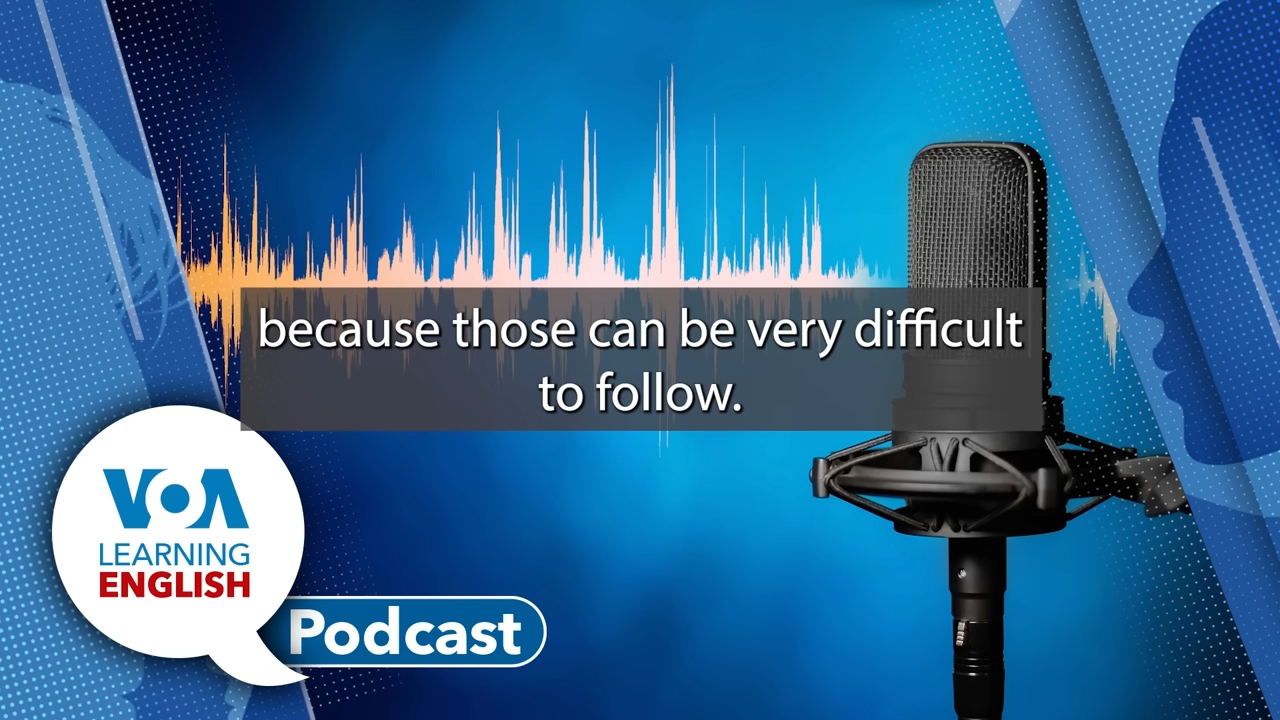 because those can be very difficult
to follow.
VOA
LEARNING
ENGLISH
Podcast